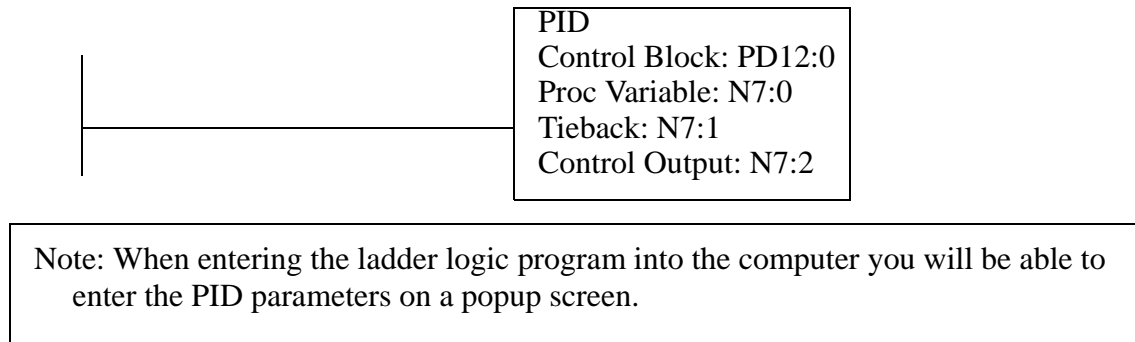 PID
Control Block: PD12:0
Proc Variable: N7:0
Tieback: N7:1
Control Output: N7:2
Note: When entering the ladder logic program into the computer you will be able to
enter the PID parameters on a popup screen.